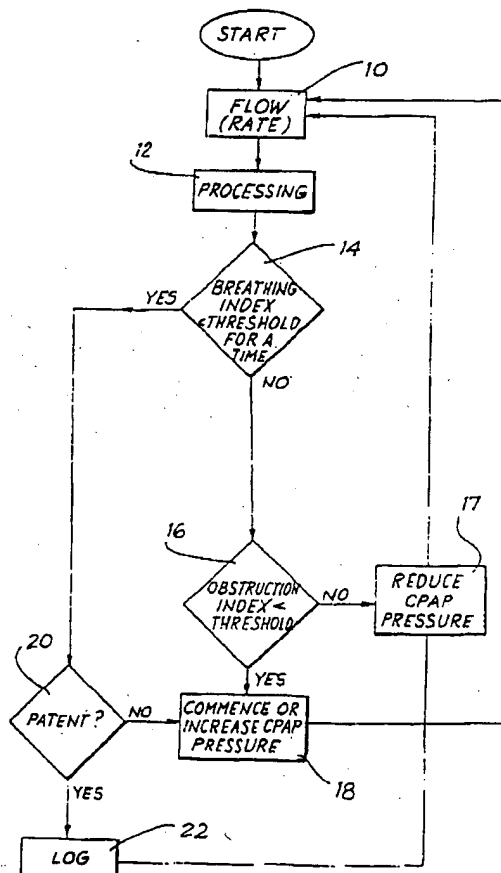 START
10
FLOW
(RATE)
12
PROCESSING
14
YES
BREATHING
INDEX
<THRESHOLD
FOR A
TIME
NO
16
17
OBSTRUCTION
INDEX <
THRESHOLD
NO
REDUCE
CPAP
PRESSURE
20
YES
PATENT?
NO
COMMENCE OR
INCREASE CPAP
PRESSURE
18
YES
22
LOG